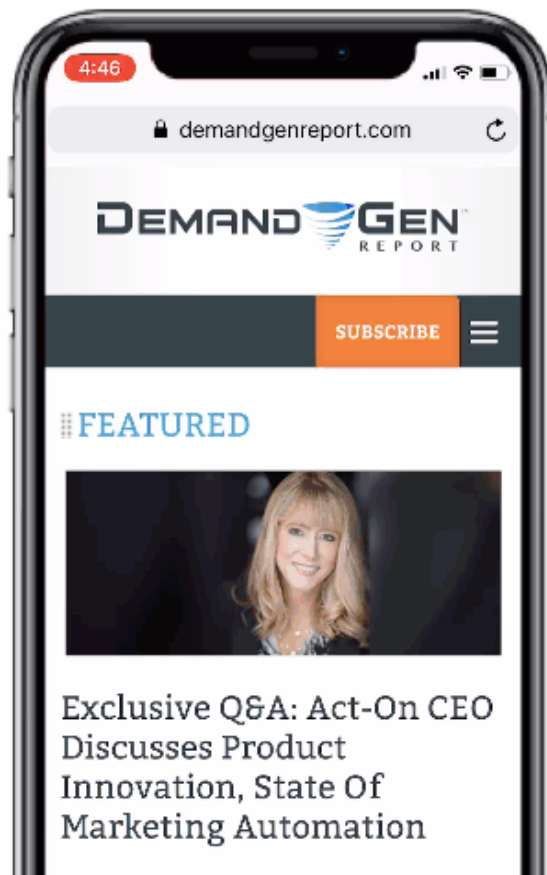 4:46
demandgenreport.com
DEMAND GEN
REPORT
SUBSCRIBE
FEATURED
Exclusive Q&A: Act-On CEO
Discusses Product
Innovation, State Of
Marketing Automation